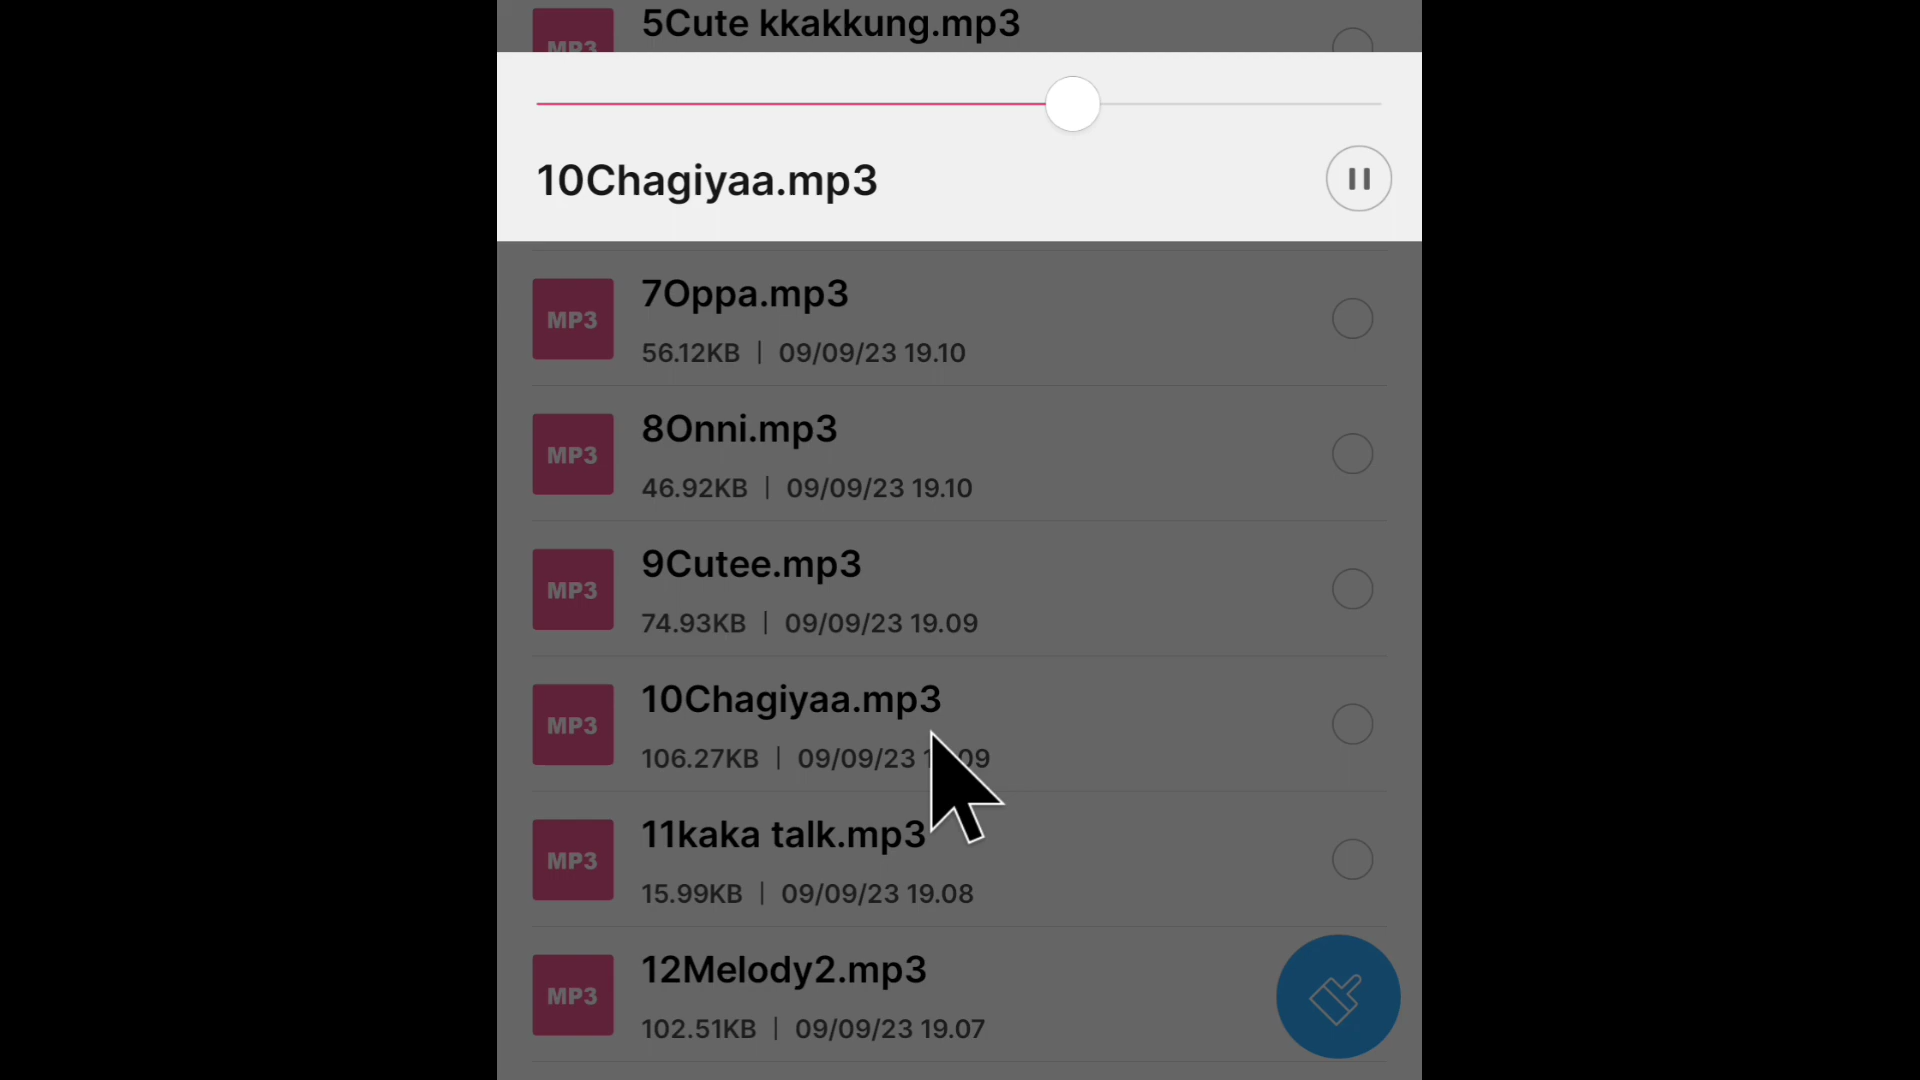 5Cute kkakkung.mp3
MP3
10Chagiyaa.mp3
7Oppa.mp3
MP3
56.12KB | 09/09/23 19.10
8Onni.mp3
MP3
46.92KB | 09/09/23 19.10
9Cutee.mp3
MP3
74.93KB | 09/09/23 19.09
10Chagiyaa.mp3
MP3
106.27KB | 09/09/23 1 09
11kaka talk.mp3
MP3
15.99KB | 09/09/23 19.08
12Melody2.mp3
MP3
102.51KB | 09/09/23 19.07